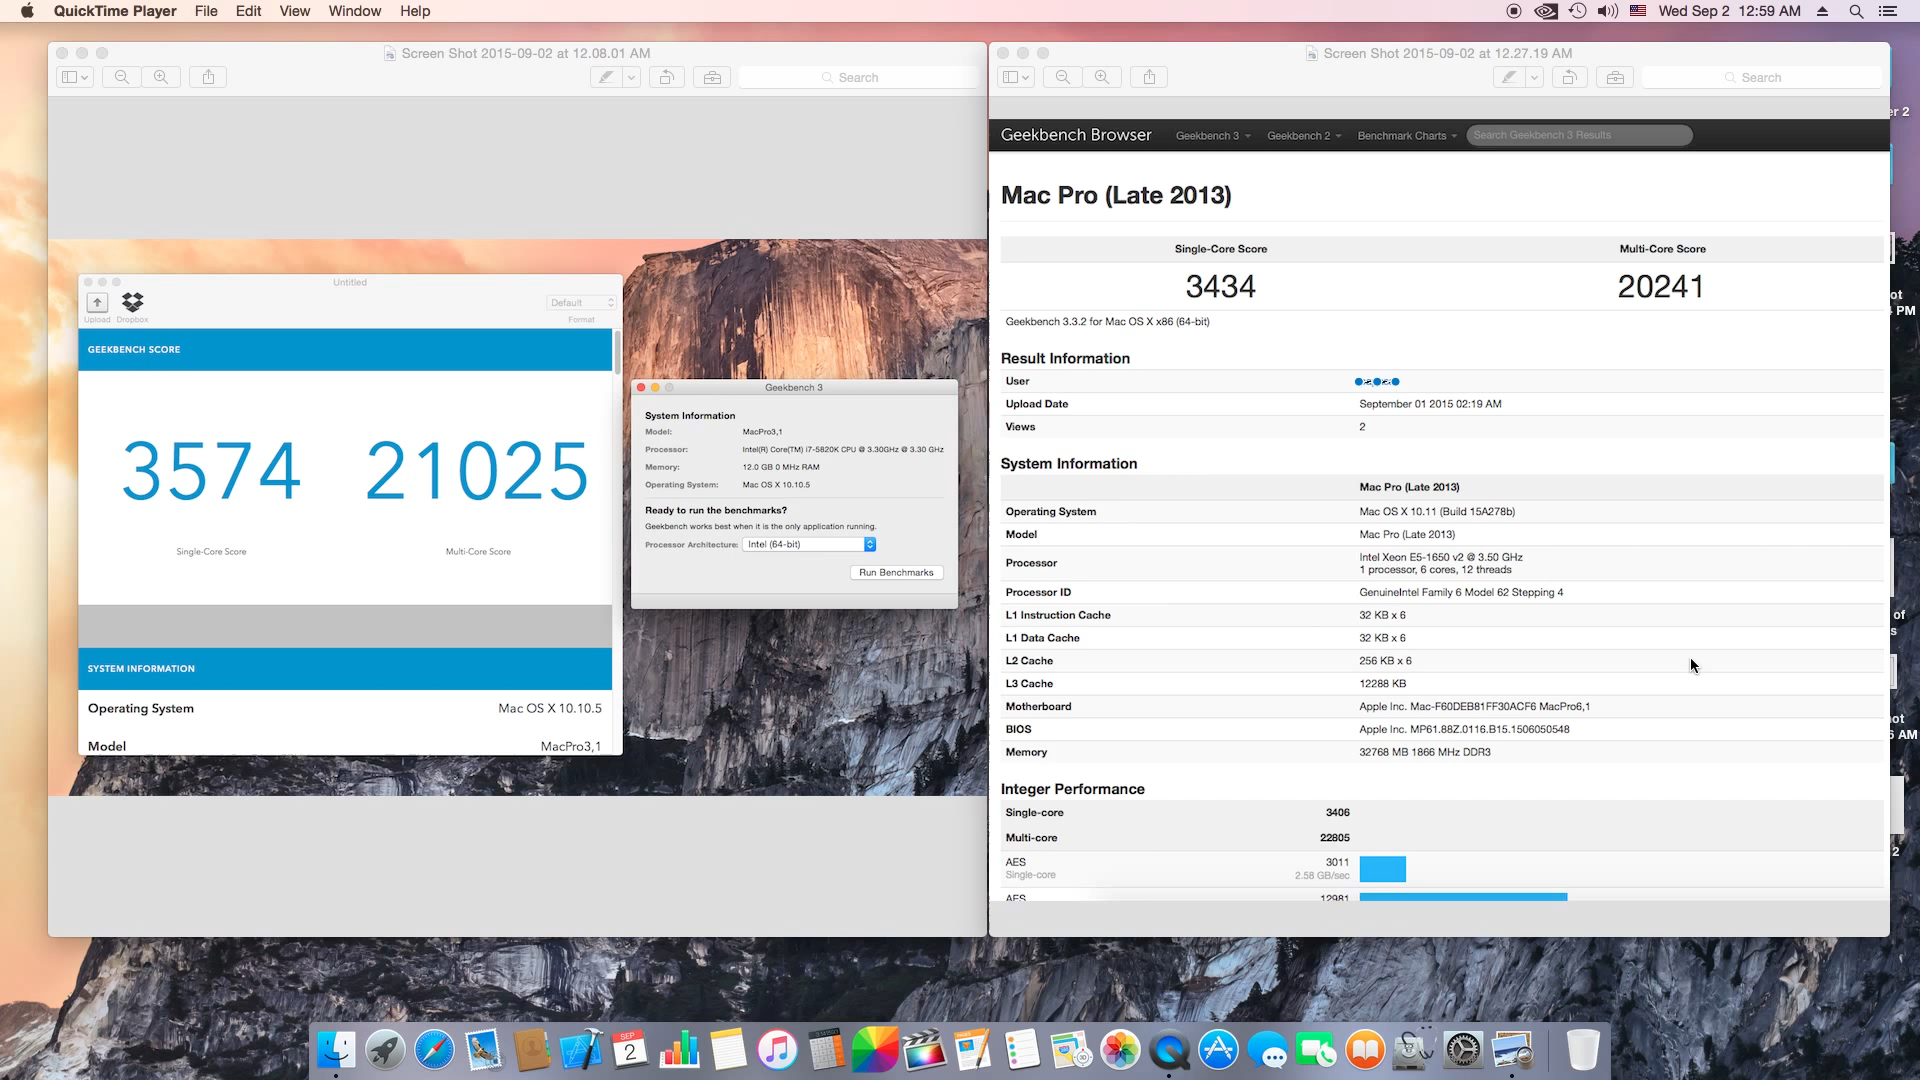 QuickTime Player File Edit View Window Help
Wed Sep 2 12:59 AM
Screen Shot 2015-09-02 at 12.08.01 AM
Search
Untitled
Upload Dropbox
Default
Format
GEEKBENCH SCORE
3574 21025
Single-Core Score Multi-Core Score
SYSTEM INFORMATION
Operating System Mac OS X 10.10.5
Model MacPro3,1
Geekbench 3
System Information
Model: MacPro3,1
Processor: Intel(R) Core(TM) i7-5820K CPU @ 3.30GHz @ 3.30 GHz
Memory: 12.0 GB 0 MHz RAM
Operating System: Mac OS X 10.10.5
Ready to run the benchmarks?
Geekbench works best when it is the only application running.
Processor Architecture: Intel (64-bit)
Run Benchmarks
Screen Shot 2015-09-02 at 12.27.19 AM
Search
Geekbench Browser Geekbench 3 Geekbench 2 Benchmark Charts Search Geekbench 3 Results
Mac Pro (Late 2013)
Single-Core Score Multi-Core Score
3434 20241
Geekbench 3.3.2 for Mac OS X x86 (64-bit)
Result Information
User
Upload Date September 01 2015 02:19 AM
Views 2
System Information
Mac Pro (Late 2013)
Operating System Mac OS X 10.11 (Build 15A278b)
Model Mac Pro (Late 2013)
Processor Intel Xeon E5-1650 v2 @ 3.50 GHz
1 processor, 6 cores, 12 threads
Processor ID GenuineIntel Family 6 Model 62 Stepping 4
L1 Instruction Cache 32 KB x 6
L1 Data Cache 32 KB x 6
L2 Cache 256 KB x 6
L3 Cache 12288 KB
Motherboard Apple Inc. Mac-F60DEB81FF30ACF6 MacPro6,1
BIOS Apple Inc. MP61.88Z.0116.B15.1506050548
Memory 32768 MB 1866 MHz DDR3
Integer Performance
Single-core 3406
Multi-core 22805
AES 3011
Single-core 2.58 GB/sec
AES 12981
er 2
ot
PM
of
s
ot
6 AM
2
SEP
2